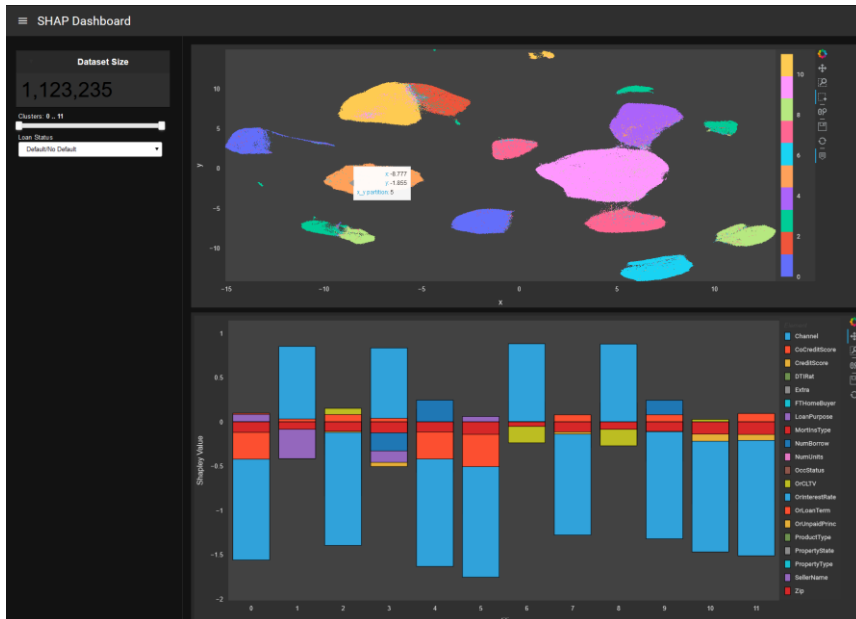 SHAP Dashboard
Dataset Size
1,123,235
Clusters: 0 .. 11
Loan Status
Default/No Default
10
5
0
−5
−10
y
−15
−10
−5
0
5
10
x
x: -6.777
y: -1.655
x_y partition: 5
10
8
6
4
2
0
1
0.5
0
−0.5
−1
−1.5
−2
Shapley Value
0
1
2
3
4
5
6
7
8
9
10
11
Channel
CoCreditScore
CreditScore
DTIRat
Extra
FTHomeBuyer
LoanPurpose
MortInsType
NumBorrow
NumUnits
OccStatus
OrCLTV
OrInterestRate
OrLoanTerm
OrUnpaidPrinc
ProductType
PropertyState
PropertyType
SellerName
Zip